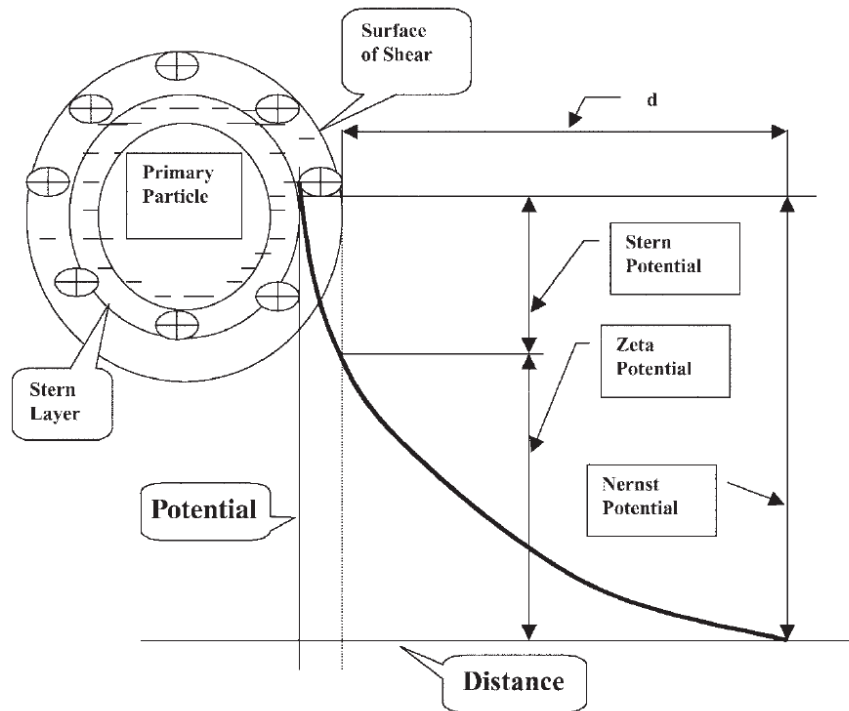 Surface
of Shear
d
Primary
Particle
Stern
Potential
Zeta
Potential
Stern
Layer
Nernst
Potential
Potential
Distance